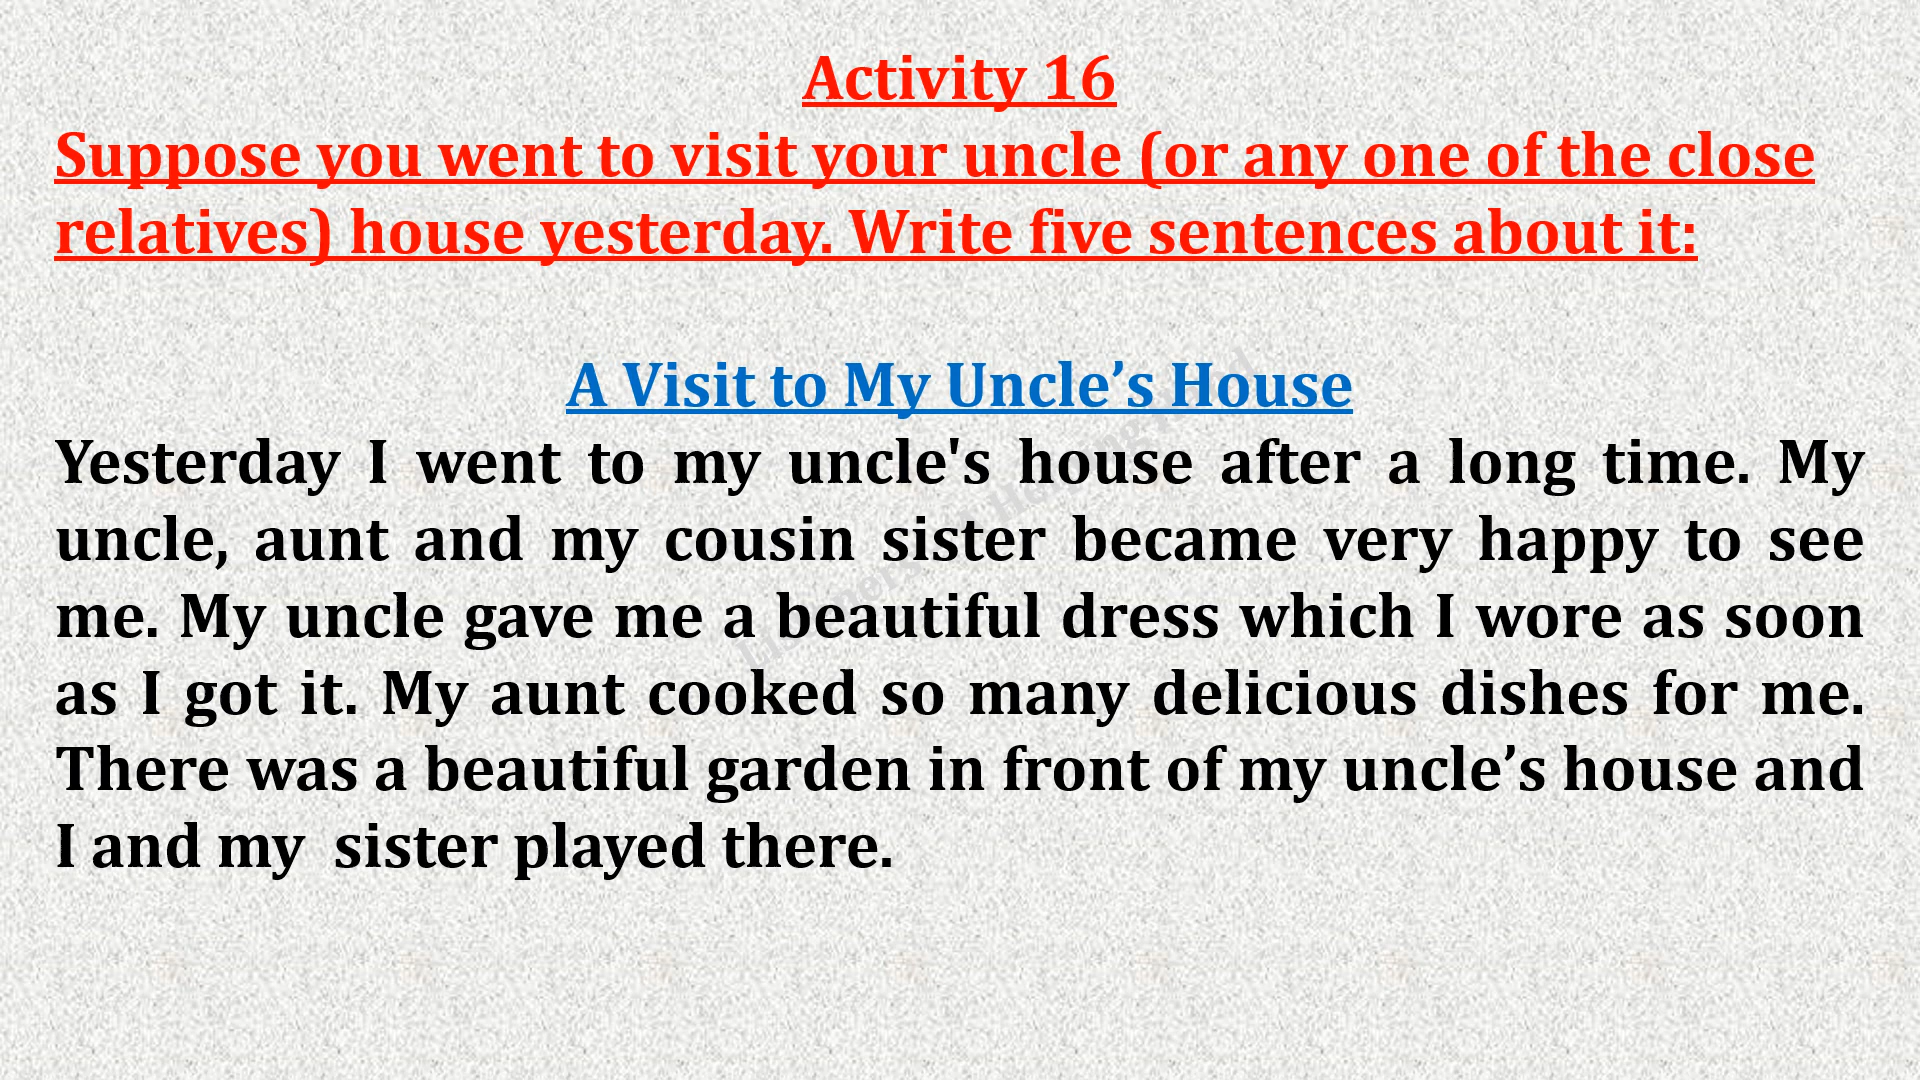 Activity 16
Suppose you went to visit your uncle (or any one of the close
relatives) house yesterday. Write five sentences about it:
A Visit to My Uncle’s House
Yesterday I went to my uncle's house after a long time. My
uncle, aunt and my cousin sister became very happy to see
me. My uncle gave me a beautiful dress which I wore as soon
as I got it. My aunt cooked so many delicious dishes for me.
There was a beautiful garden in front of my uncle’s house and
I and my  sister played there.